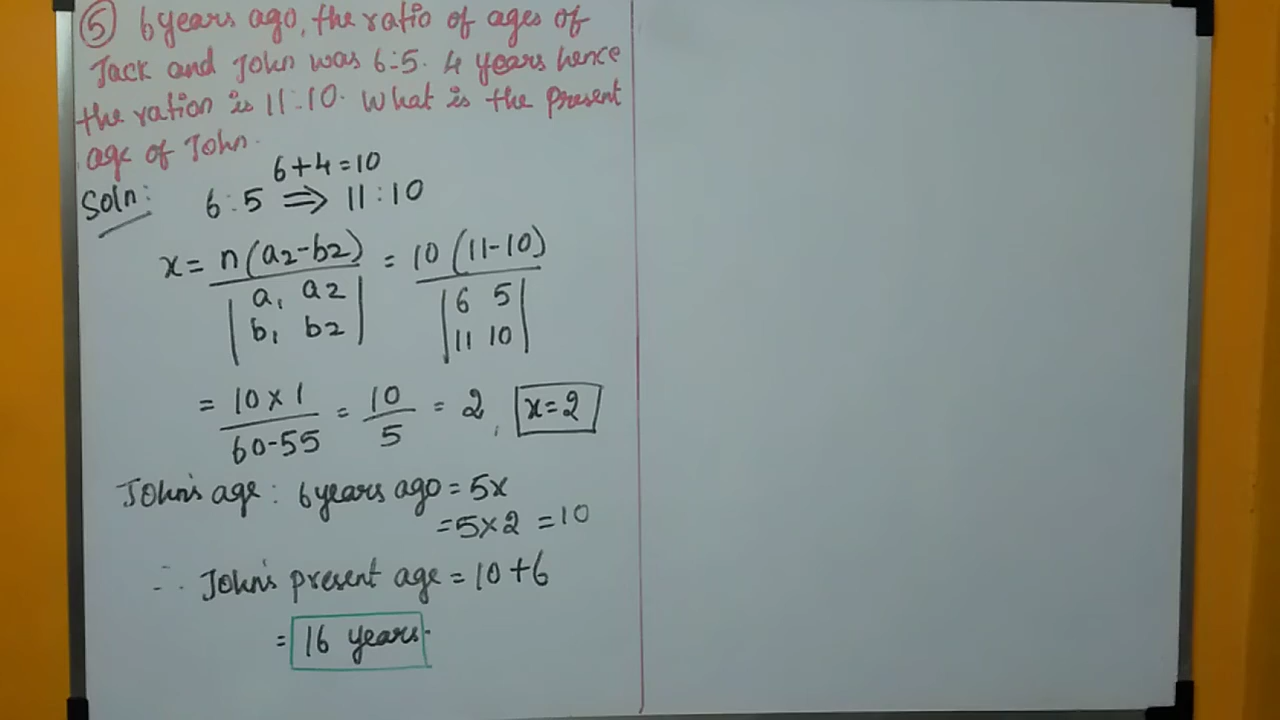 ⑤ 6 years ago, the ratio of ages of
Jack and John was 6:5. 4 years hence
the ration is 11:10. What is the present
age of John.
6+4=10
Soln: 6:5 ⇒ 11:10
x = n(a2-b2) / |a1 a2 b1 b2| = 10(11-10) / |6 5 11 10|
= 10×1 / 60-55 = 10/5 = 2, x=2
John's age: 6 years ago = 5x
=5×2 =10
∴ John's present age = 10+6
= 16 years.